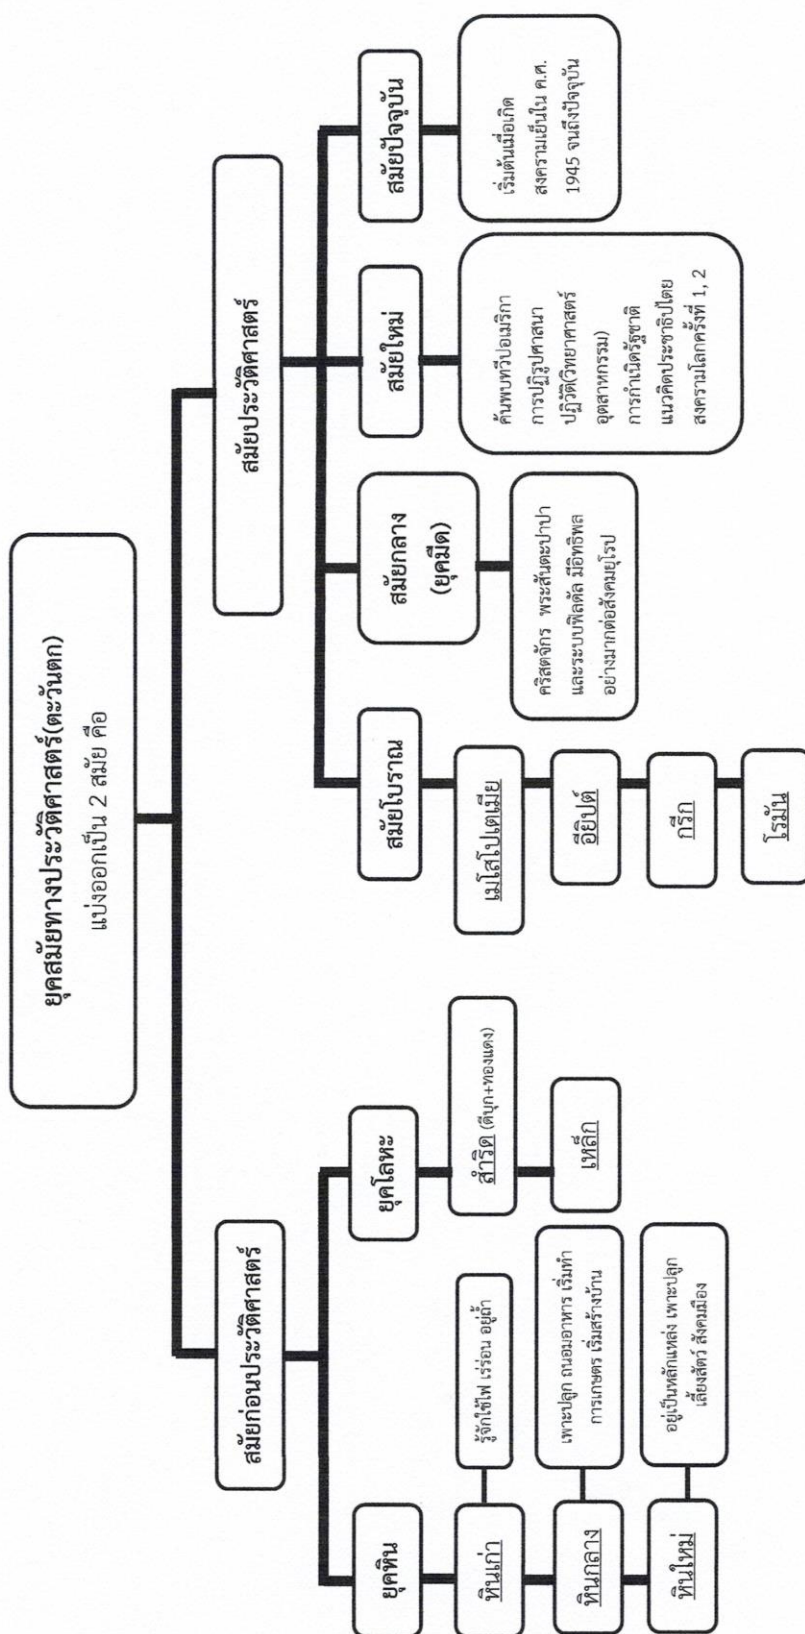 ยุคสมัยทางประวัติศาสตร์(ตะวันตก)
แบ่งออกเป็น 2 สมัย คือ
สมัยก่อนประวัติศาสตร์
ยุคหิน
หินเก่า
รู้จักใช้ไฟ เร่ร่อน อยู่ถ้ำ
หินกลาง
เพาะปลูก ถนอมอาหาร เริ่มทำ
การเกษตร เริ่มสร้างบ้าน
หินใหม่
อยู่เป็นหลักแหล่ง เพาะปลูก
เลี้ยงสัตว์ สังคมมือง
ยุคโลหะ
สำริด (ดีบุก+ทองแดง)
เหล็ก
สมัยประวัติศาสตร์
สมัยโบราณ
เมโสโปเตเมีย
อียิปต์
กรีก
โรมัน
สมัยกลาง
(ยุคมืด)
คริสตจักร พระสันตะปาปา
และระบบฟิลดัล มีอิทธิพล
อย่างมากต่อสังคมยุโรป
สมัยใหม่
ค้นพบทวีปอเมริกา
การปฏิรูปศาสนา
ปฏิวัติ(วิทยาศาสตร์
อุตสาหกรรม)
การกำเนิดรัฐชาติ
แนวคิดประชาธิปไตย
สงครามโลกครั้งที่ 1, 2
สมัยปัจจุบัน
เริ่มต้นเมื่อเกิด
สงครามเย็นใน ค.ศ.
1945 จนถึงปัจจุบัน